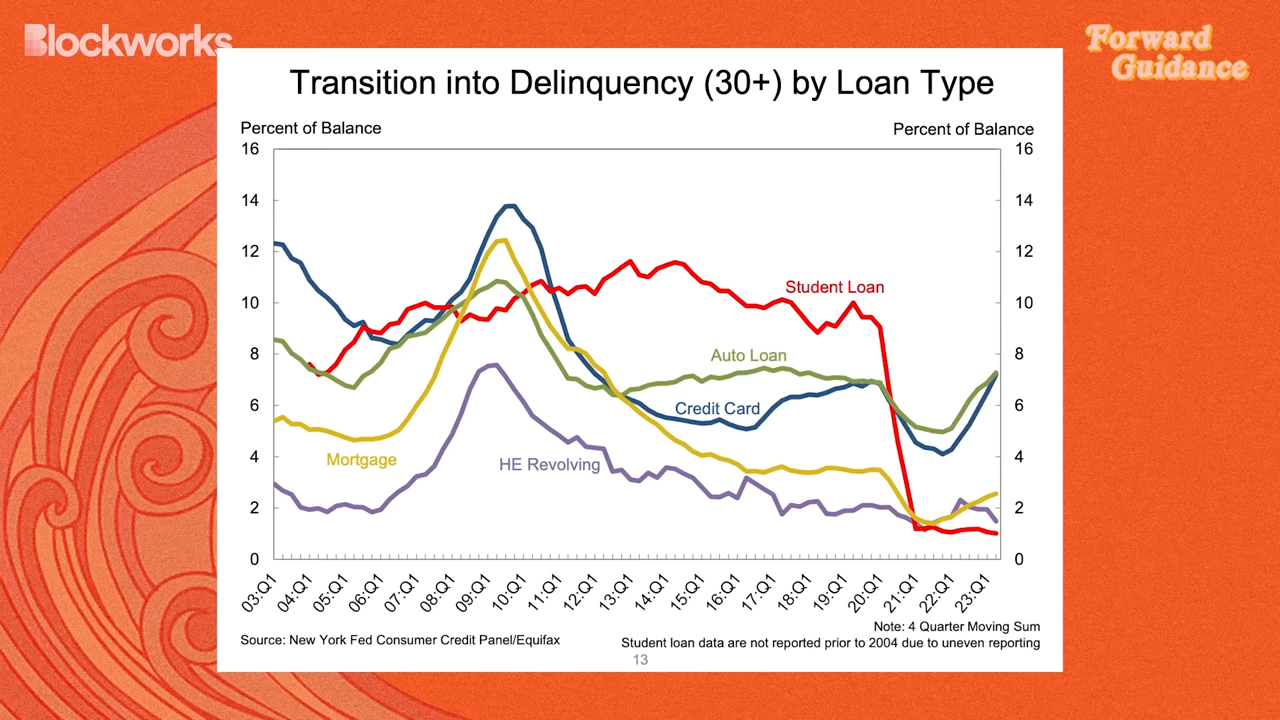 Blockworks
Forward
Guidance
Transition into Delinquency (30+) by Loan Type
Percent of Balance
Percent of Balance
16
16
14
14
12
12
10
10
8
8
6
6
4
4
2
2
0
0
Student Loan
Auto Loan
Credit Card
Mortgage
HE Revolving
03:Q1
04:Q1
05:Q1
06:Q1
07:Q1
08:Q1
09:Q1
10:Q1
11:Q1
12:Q1
13:Q1
14:Q1
15:Q1
16:Q1
17:Q1
18:Q1
19:Q1
20:Q1
21:Q1
22:Q1
23:Q1
Note: 4 Quarter Moving Sum
Source: New York Fed Consumer Credit Panel/Equifax
Student loan data are not reported prior to 2004 due to uneven reporting
13